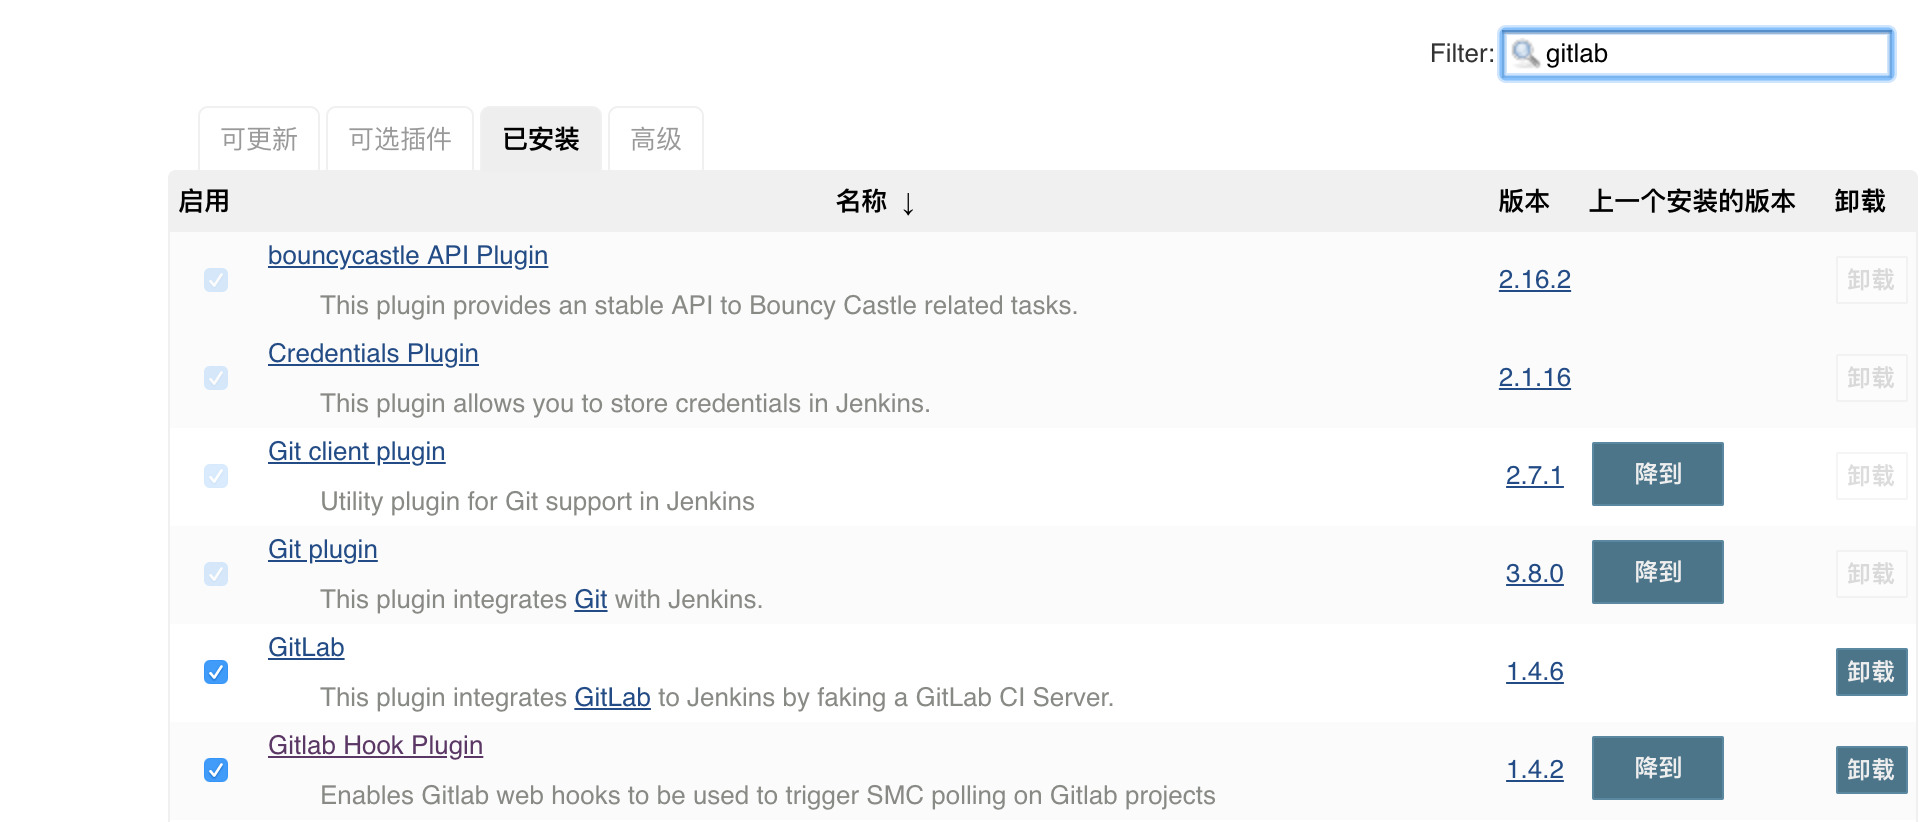 Filter: gitlab
可更新 可选插件 已安装 高级
启用 名称 ↓ 版本 上一个安装的版本 卸载
bouncycastle API Plugin
2.16.2 卸载
This plugin provides an stable API to Bouncy Castle related tasks.
Credentials Plugin
2.1.16 卸载
This plugin allows you to store credentials in Jenkins.
Git client plugin
2.7.1 降到 卸载
Utility plugin for Git support in Jenkins
Git plugin
3.8.0 降到 卸载
This plugin integrates Git with Jenkins.
GitLab
1.4.6 卸载
This plugin integrates GitLab to Jenkins by faking a GitLab CI Server.
Gitlab Hook Plugin
1.4.2 降到 卸载
Enables Gitlab web hooks to be used to trigger SMC polling on Gitlab projects